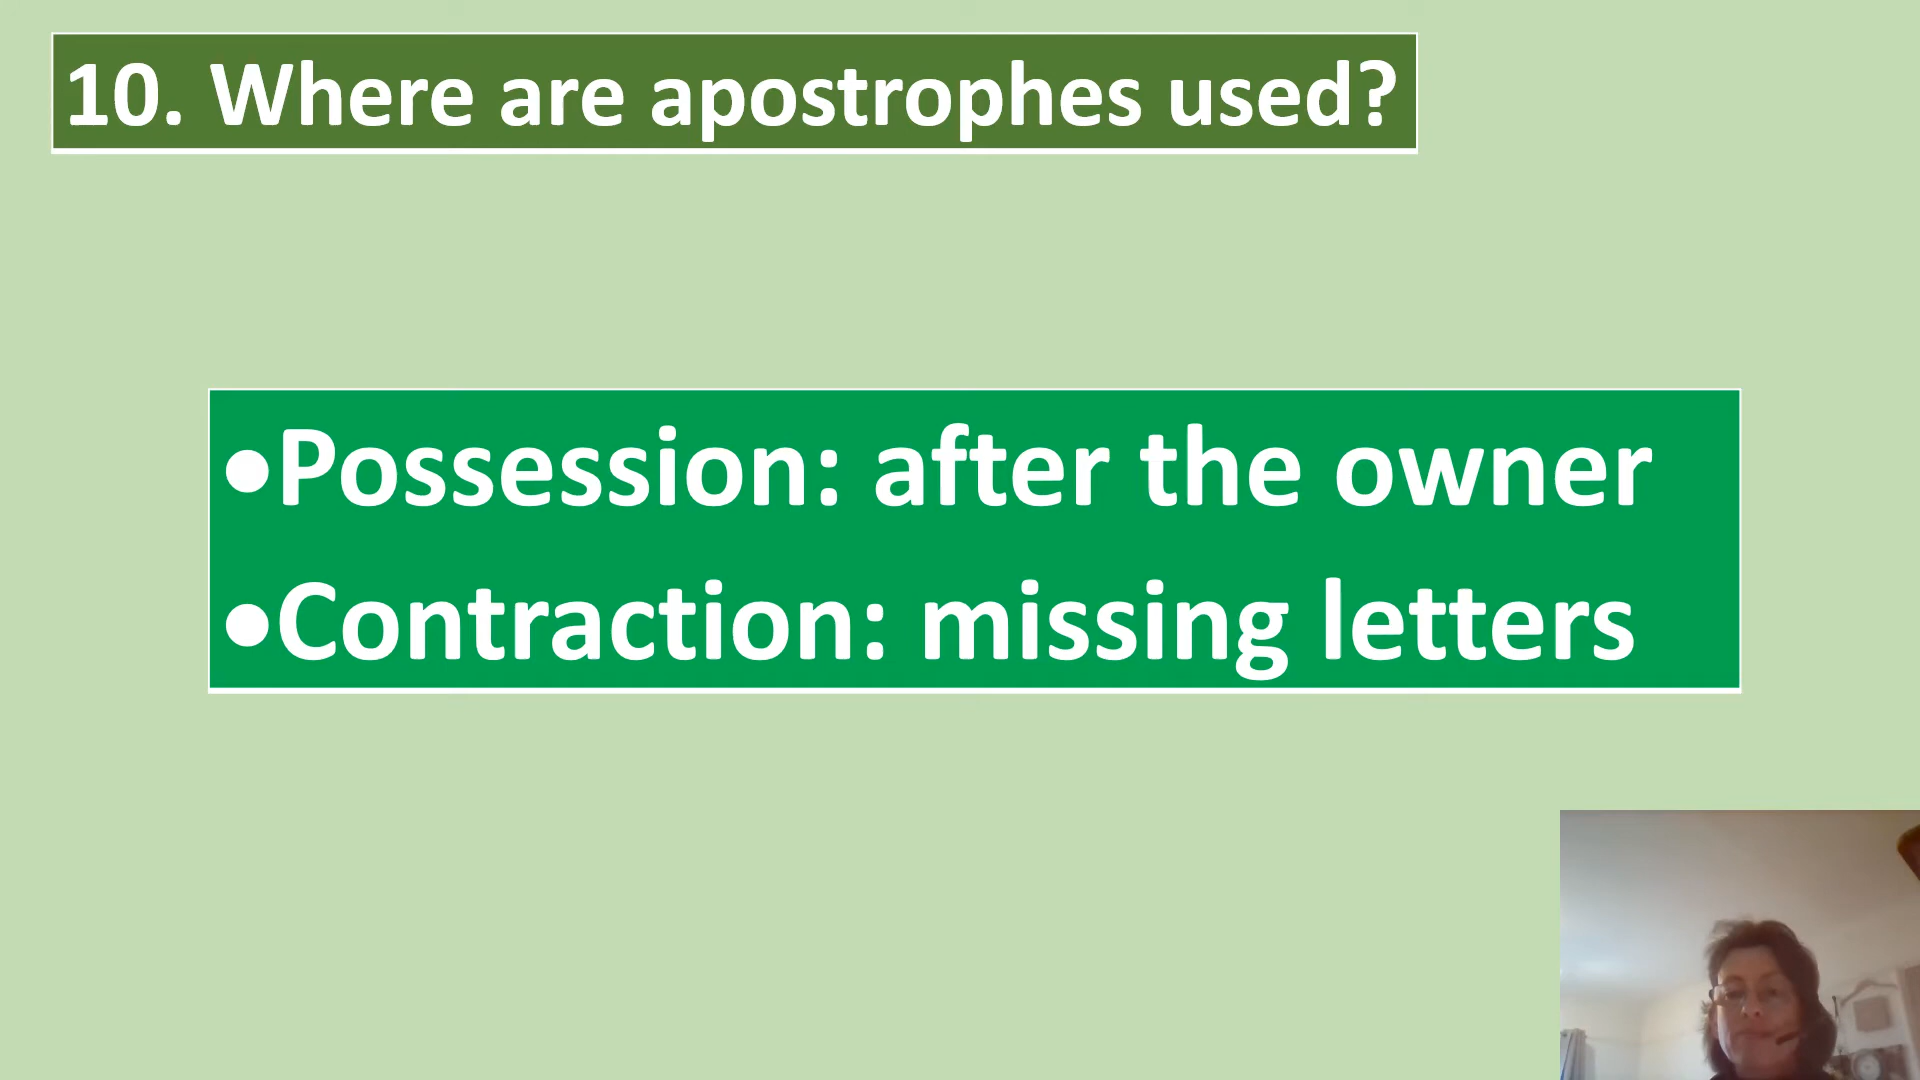 10. Where are apostrophes used?
•Possession: after the owner
•Contraction: missing letters